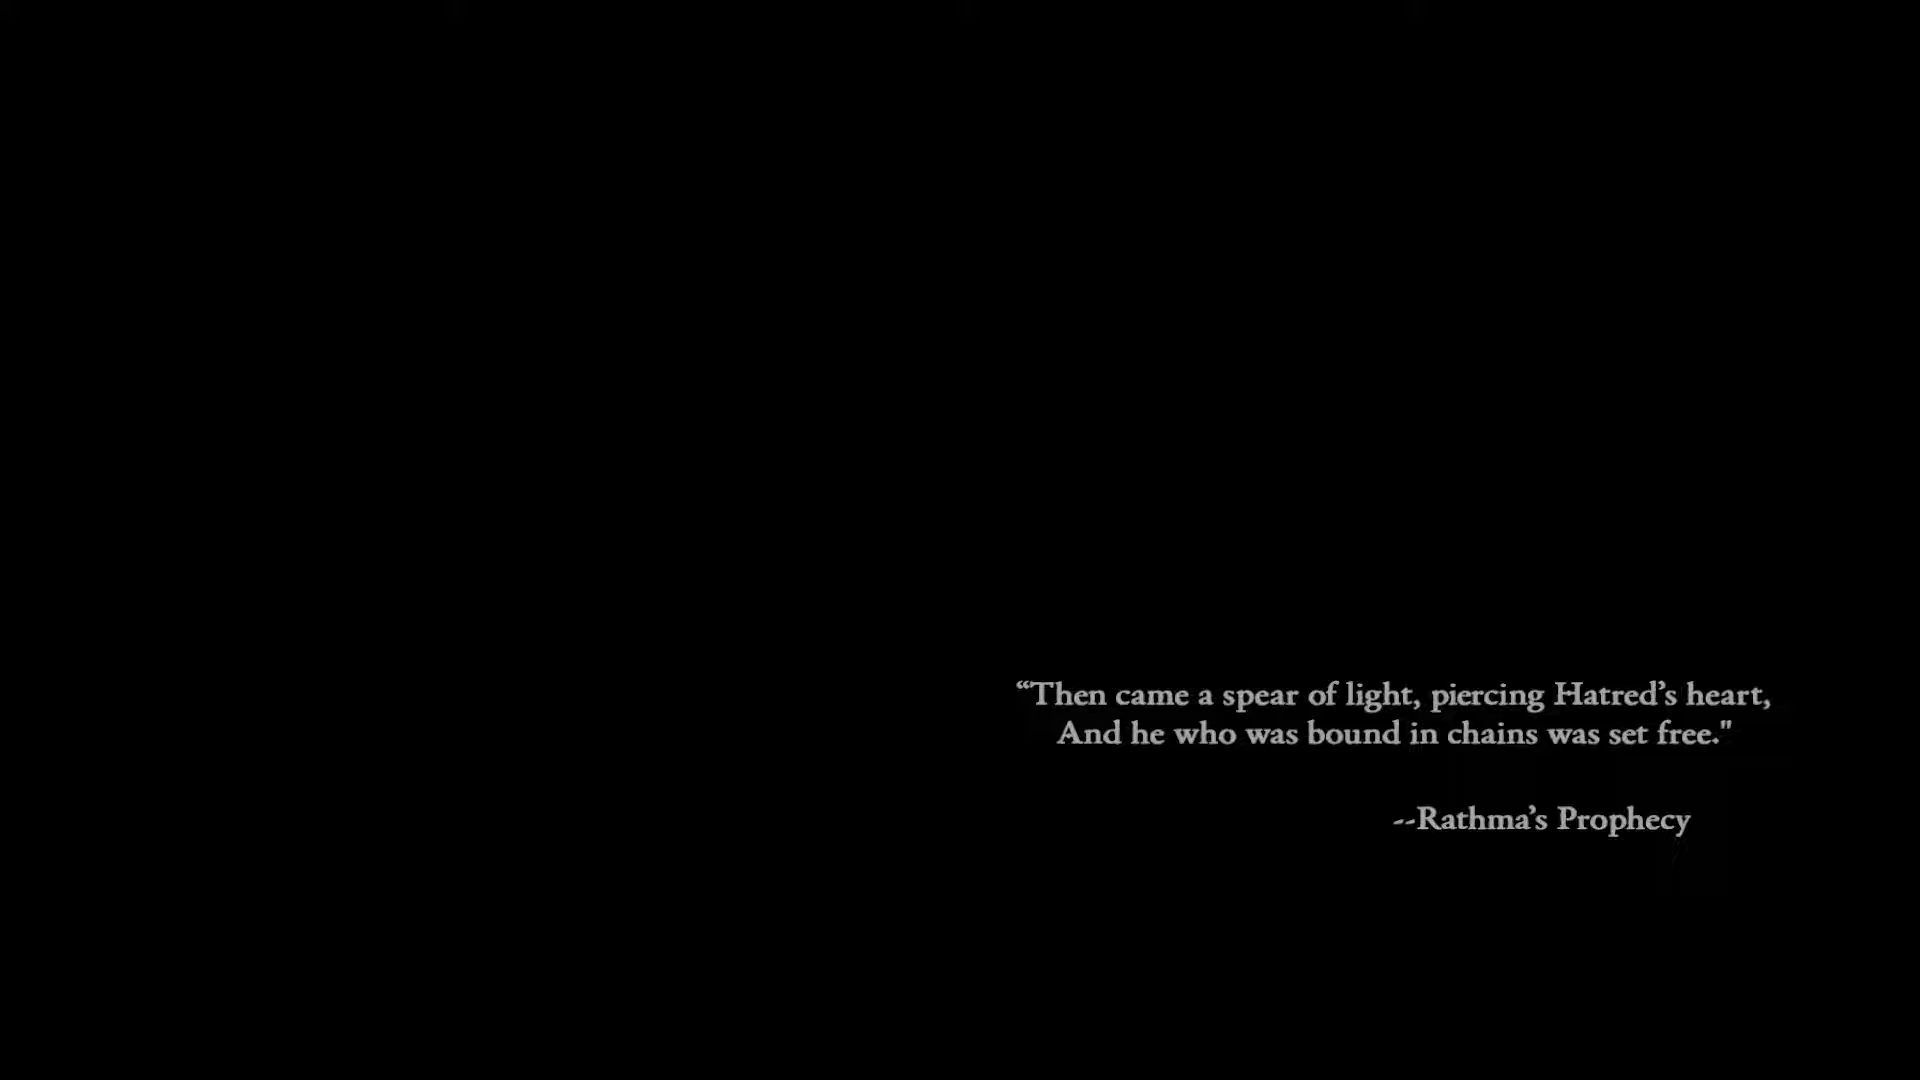 “Then came a spear of light, piercing Hatred’s heart,
And he who was bound in chains was set free."
--Rathma’s Prophecy